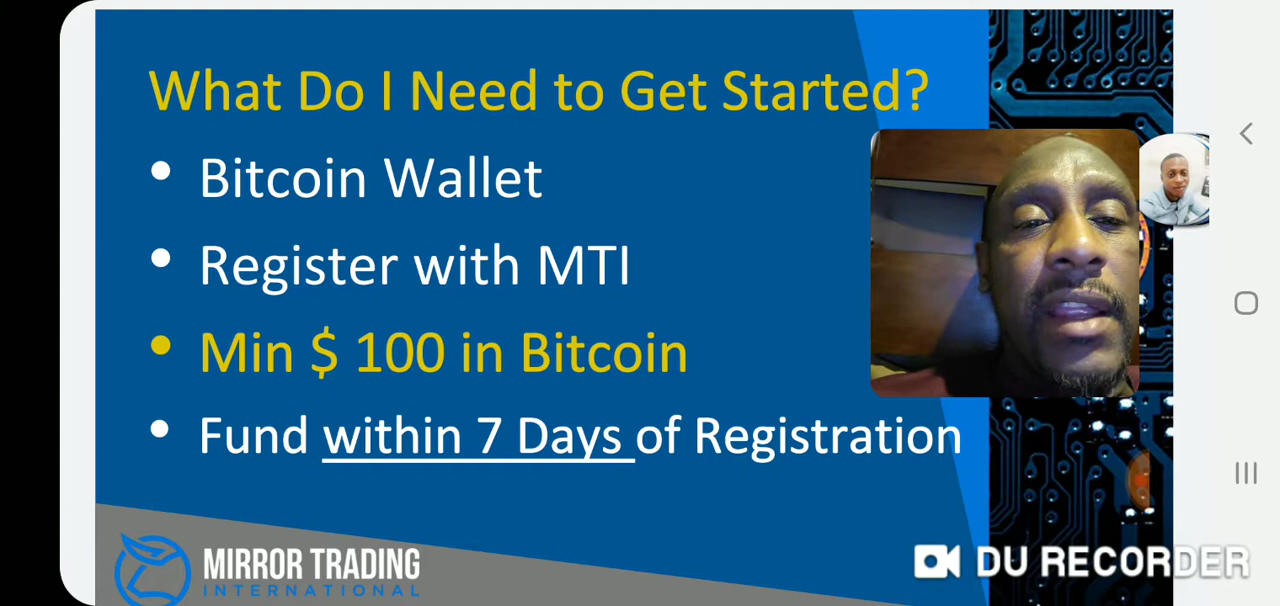 What Do I Need to Get Started?
• Bitcoin Wallet
• Register with MTI
• Min $ 100 in Bitcoin
• Fund within 7 Days of Registration
MIRROR TRADING
INTERNATIONAL
DU RECORDER